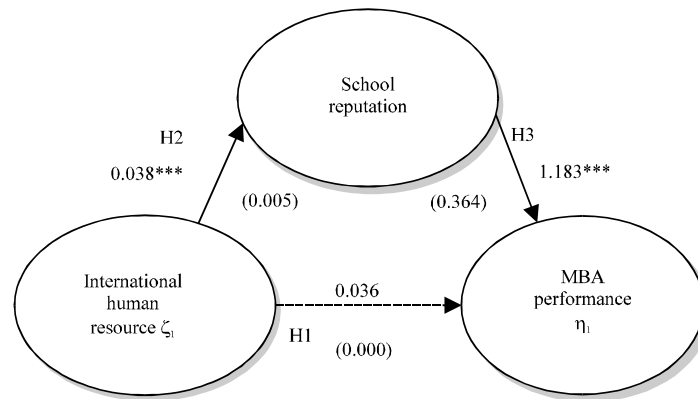 School
reputation
H2
H3
0.038***
1.183***
(0.005)
(0.364)
International
human
resource ζ₁
0.036
H1
(0.000)
MBA
performance
η₁